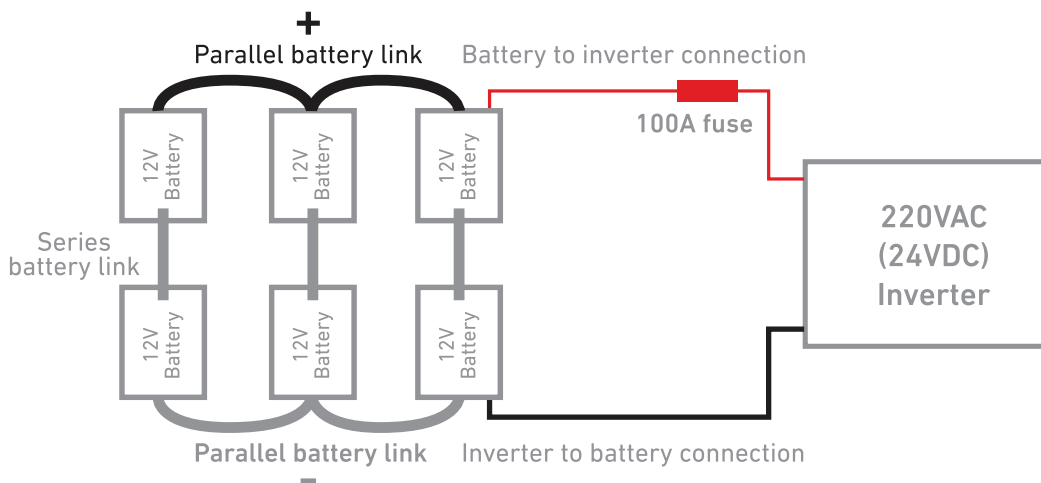 +
Parallel battery link
Battery to inverter connection
100A fuse
12V
Battery
12V
Battery
12V
Battery
220VAC
(24VDC)
Inverter
Series
battery link
12V
Battery
12V
Battery
12V
Battery
Parallel battery link
Inverter to battery connection
-